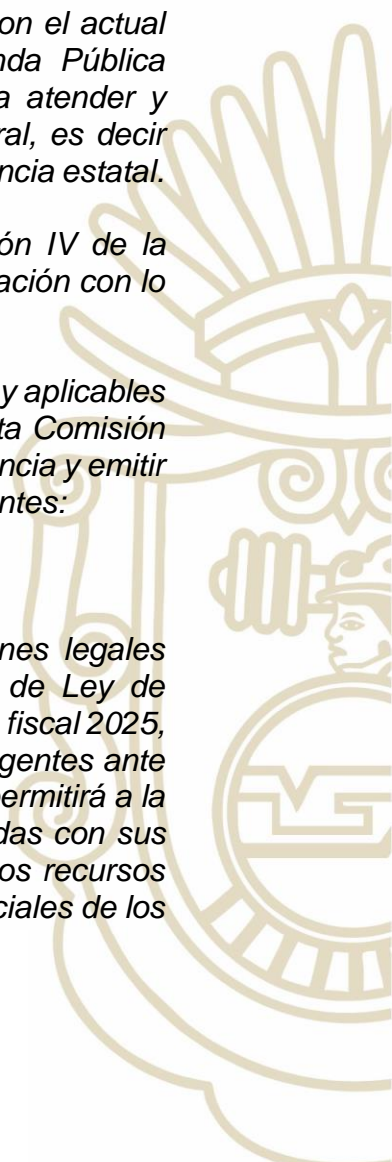 on el actual
nda Pública
a atender y
ral, es decir
ncia estatal.
ón IV de la
ación con lo
y aplicables
ta Comisión
ncia y emitir
entes:
nes legales
de Ley de
fiscal 2025,
gentes ante
ermitirá a la
das con sus
os recursos
ciales de los